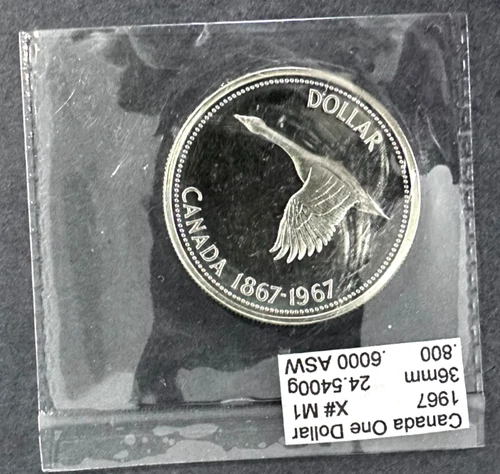 DOLLAR
CANADA 1867-1967
Canada One Dollar
1967 X# M1
36mm 24.5400g
.800 .6000 ASW